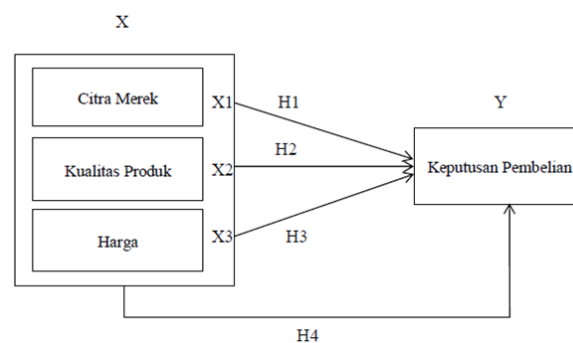 X
Citra Merek
X1
H1
Y
Kualitas Produk
X2
H2
Keputusan Pembelian
Harga
X3
H3
H4